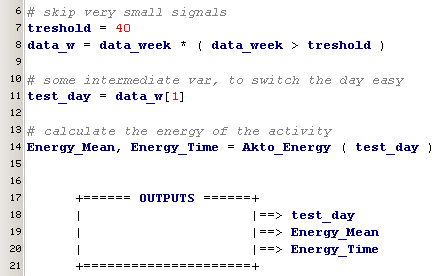 6 # skip very small signals
7 treshold = 40
8 data_w = data_week * ( data_week > treshold )
9
10 # some intermediate var, to switch the day easy
11 test_day = data_w[1]
12
13 # calculate the energy of the activity
14 Energy_Mean, Energy_Time = Akto_Energy ( test_day )
15
16
17 +====== OUTPUTS ======+
18 | |==> test_day
19 | |==> Energy_Mean
20 | |==> Energy_Time
21 +=====================+